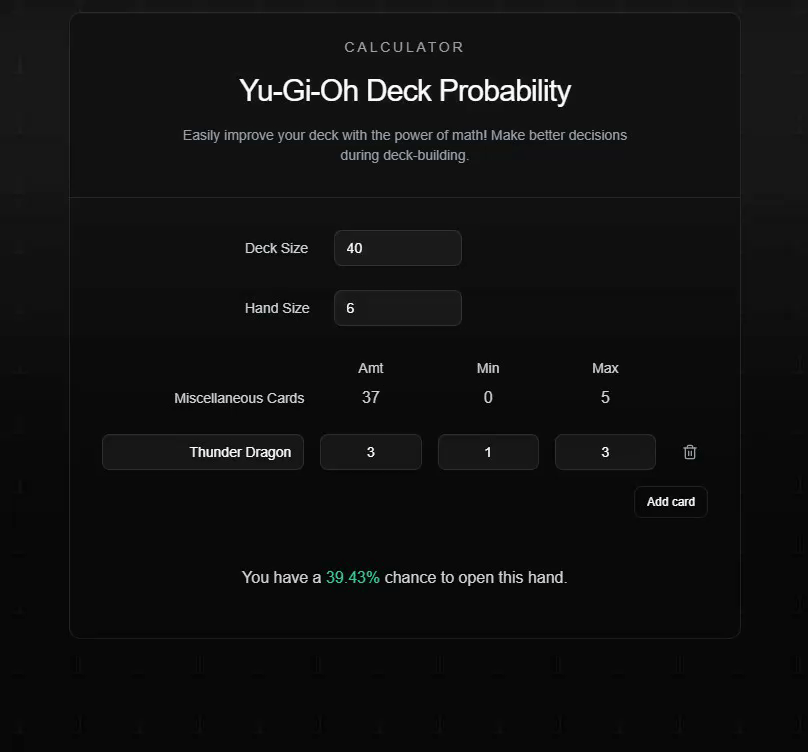 CALCULATOR
Yu-Gi-Oh Deck Probability
Easily improve your deck with the power of math! Make better decisions
during deck-building.
Deck Size 40
Hand Size 6
Amt Min Max
Miscellaneous Cards 37 0 5
Thunder Dragon 3 1 3
Add card
You have a 39.43% chance to open this hand.